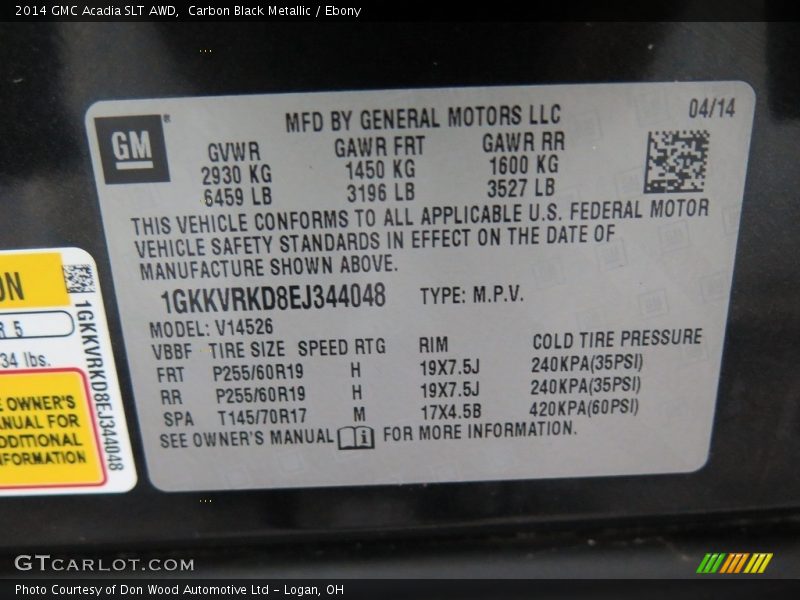 2014 GMC Acadia SLT AWD,  Carbon Black Metallic / Ebony
GM®
MFD BY GENERAL MOTORS LLC
04/14
GVWR GAWR FRT GAWR RR
2930 KG 1450 KG 1600 KG
6459 LB 3196 LB 3527 LB
THIS VEHICLE CONFORMS TO ALL APPLICABLE U.S. FEDERAL MOTOR
VEHICLE SAFETY STANDARDS IN EFFECT ON THE DATE OF
MANUFACTURE SHOWN ABOVE.
1GKKVRKD8EJ344048 TYPE: M.P.V.
MODEL: V14526
VBBF TIRE SIZE SPEED RTG RIM COLD TIRE PRESSURE
FRT P255/60R19 H 19X7.5J 240KPA(35PSI)
RR P255/60R19 H 19X7.5J 240KPA(35PSI)
SPA T145/70R17 M 17X4.5B 420KPA(60PSI)
SEE OWNER'S MANUAL FOR MORE INFORMATION.
ON
R 5
34 lbs.
E OWNER'S
ANUAL FOR
DDITIONAL
NFORMATION
1GKKVRKD8EJ344048
GTCARLOT.COM
Photo Courtesy of Don Wood Automotive Ltd - Logan, OH